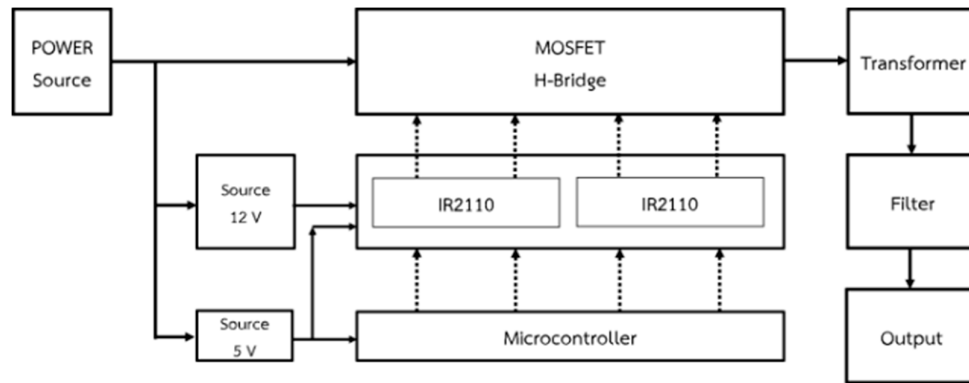 POWER
Source
MOSFET
H-Bridge
Transformer
Source
12 V
IR2110
IR2110
Filter
Source
5 V
Microcontroller
Output